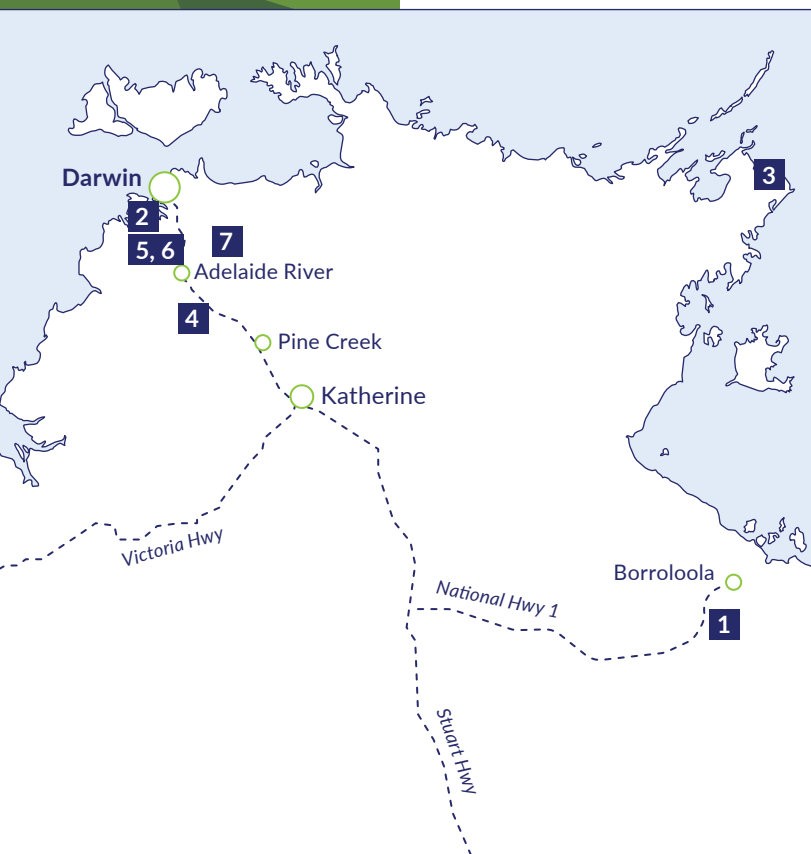 Darwin
3
2
7
5, 6
Adelaide River
4
Pine Creek
Katherine
Victoria Hwy
Borroloola
National Hwy 1
1
Stuart Hwy